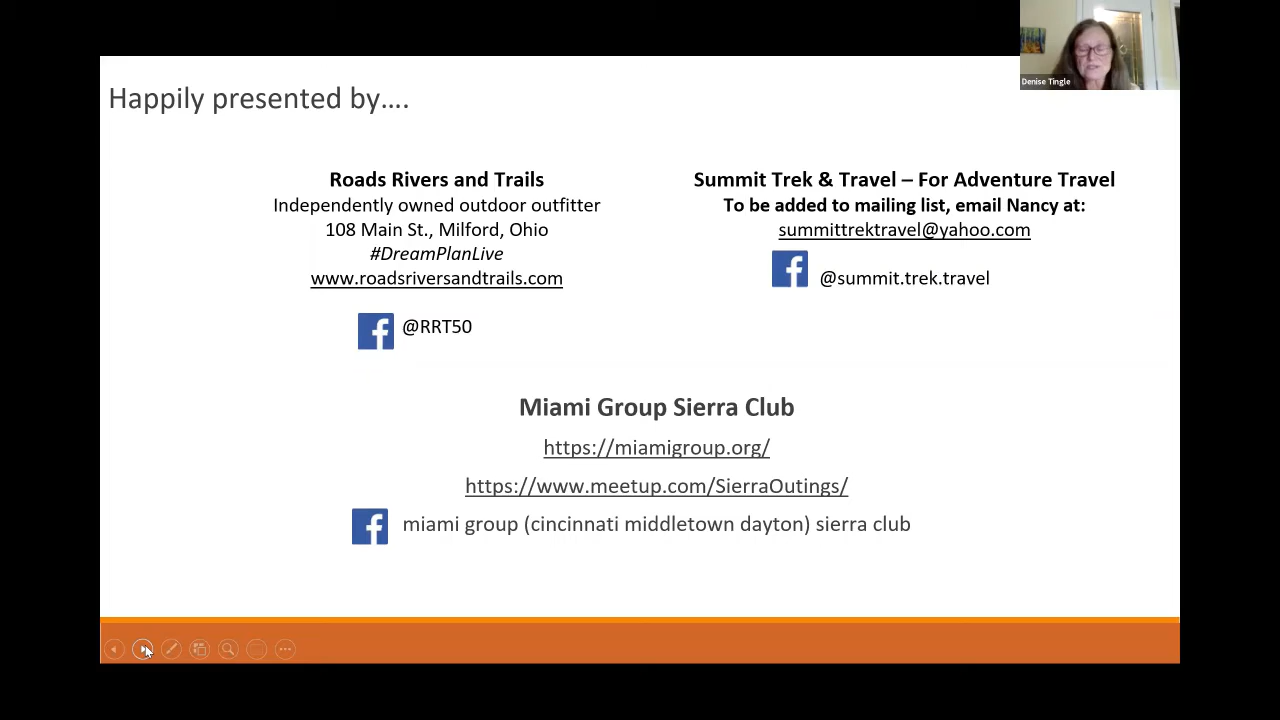 Denise Tingle
Happily presented by....
Roads Rivers and Trails
Independently owned outdoor outfitter
108 Main St., Milford, Ohio
#DreamPlanLive
www.roadsriversandtrails.com
@RRT50
Summit Trek & Travel – For Adventure Travel
To be added to mailing list, email Nancy at:
summittrektravel@yahoo.com
@summit.trek.travel
Miami Group Sierra Club
https://miamigroup.org/
https://www.meetup.com/SierraOutings/
miami group (cincinnati middletown dayton) sierra club